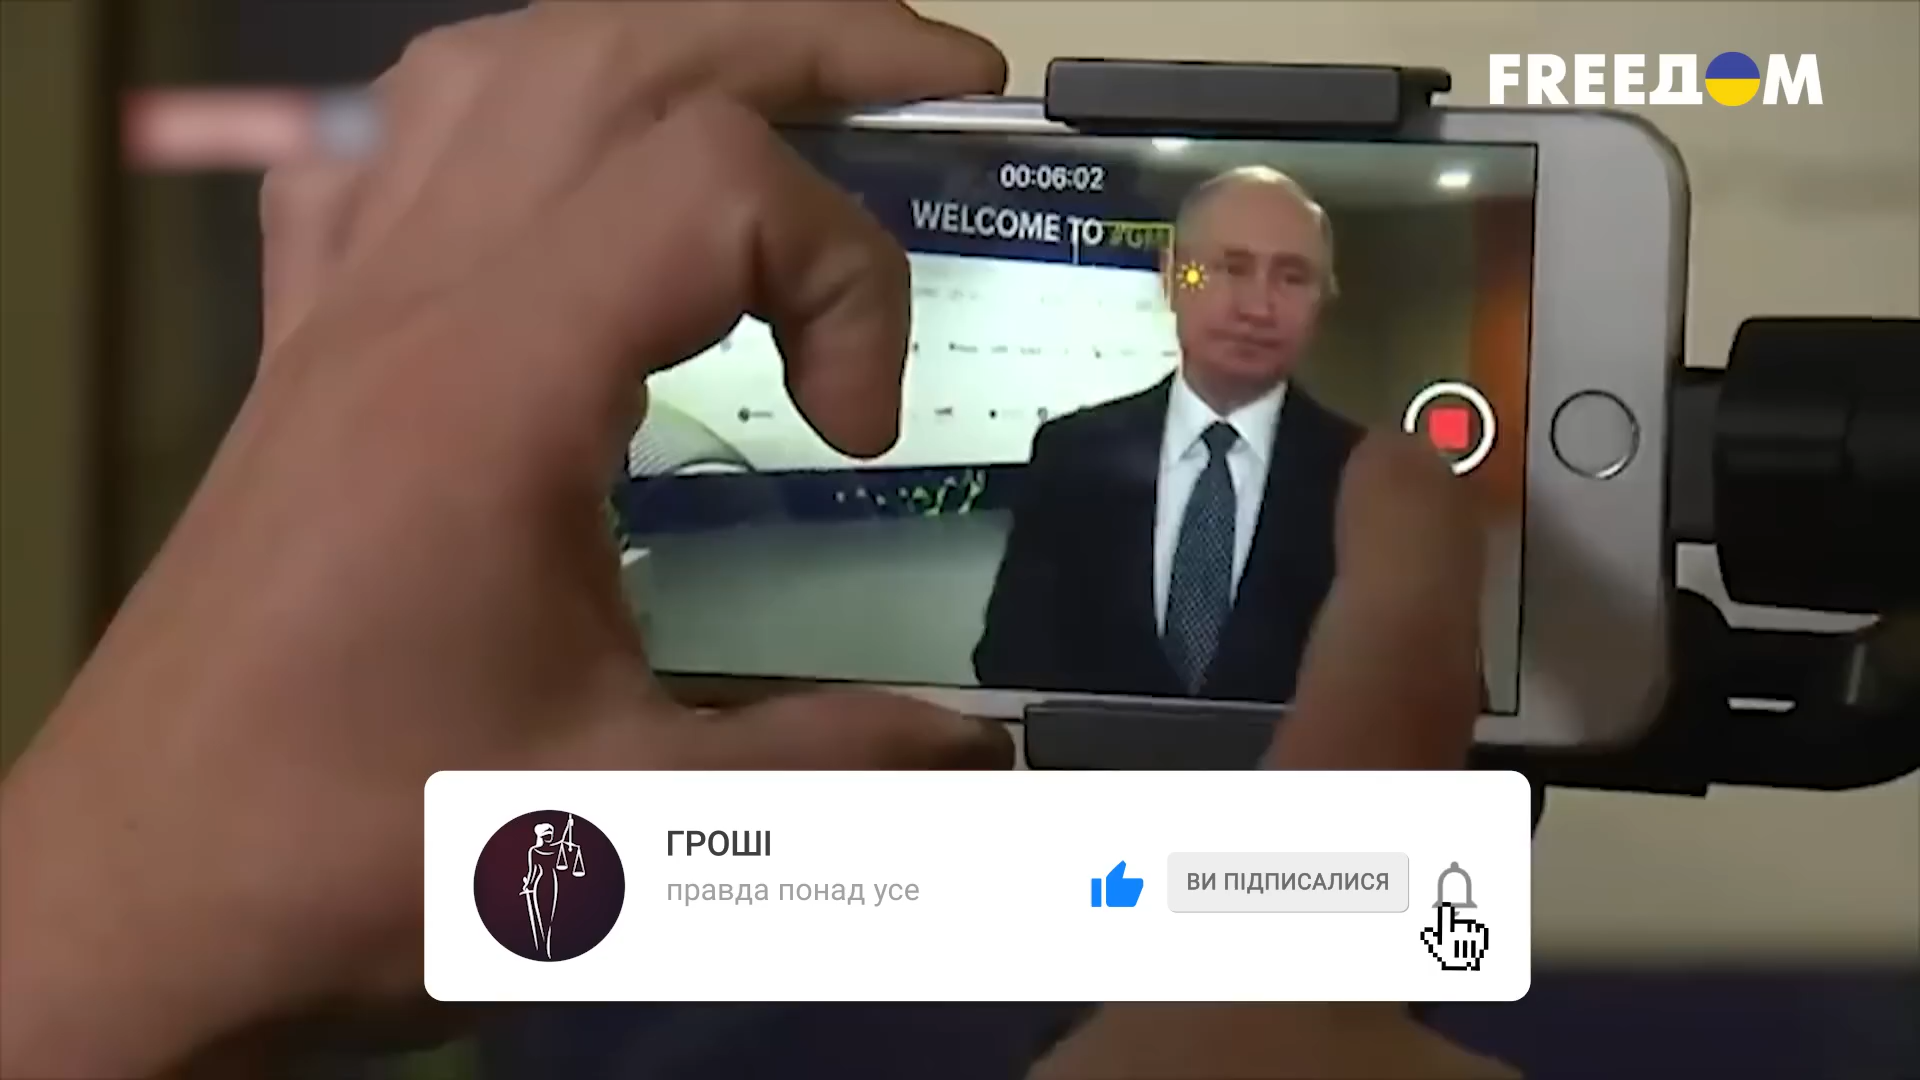 FREEДOM
00:06:02
WELCOME TO
ГРОШІ
правда понад усе
ВИ ПІДПИСАЛИСЯ